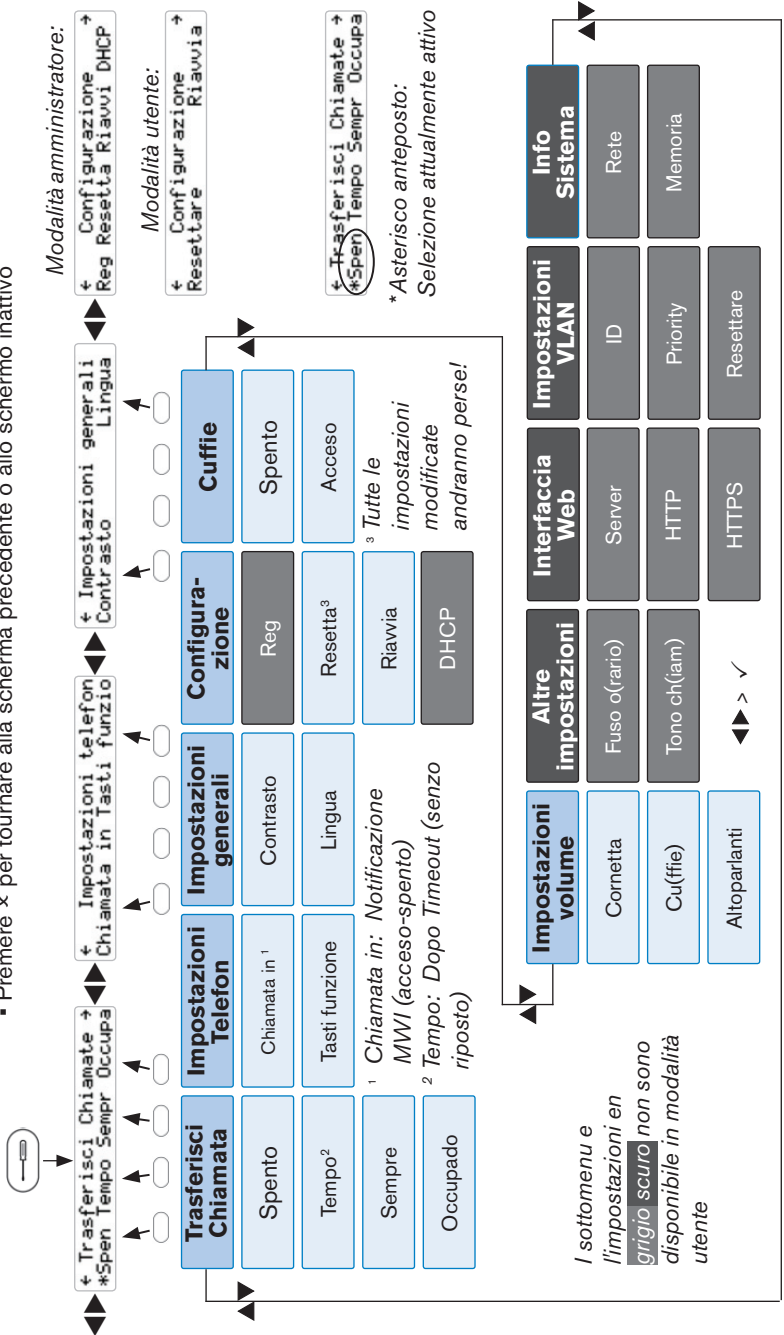 ▪ Premere × per tournare alla scherma precedente o allo schermo inattivo
← Trasferisci Chiamate →
*Spen Tempo Sempr Occupa
← Impostazioni telefon
Chiamata in Tasti funzio
← Impostazioni generali
Contrasto Lingua
Modalità amministratore:
← Configurazione →
Reg Resetta Riavvi DHCP
Modalità utente:
← Configurazione →
Resettare Riavvia
← Trasferisci Chiamate →
*Spen Tempo Sempr Occupa
* Asterisco anteposto:
Selezione attualmente attivo
Trasferisci
Chiamata
Spento
Tempo²
Sempre
Occupado
Impostazioni
Telefon
Chiamata in ¹
Tasti funzione
Impostazioni
generali
Contrasto
Lingua
Configura-
zione
Reg
Resetta³
Riavvia
DHCP
Cuffie
Spento
Acceso
¹ Chiamata in: Notificazione
MWI (acceso-spento)
² Tempo: Dopo Timeout (senzo
riposto)
³ Tutte le
impostazioni
modificate
andranno perse!
I sottomenu e
l'impostazioni en
grigio scuro non sono
disponibile in modalità
utente
Impostazioni
volume
Cornetta
Cu(ffie)
Altoparlanti
Altre
impostazioni
Fuso o(rario)
Tono ch(iam)
◀▶ > ✓
Interfaccia
Web
Server
HTTP
HTTPS
Impostazioni
VLAN
ID
Priority
Resettare
Info
Sistema
Rete
Memoria